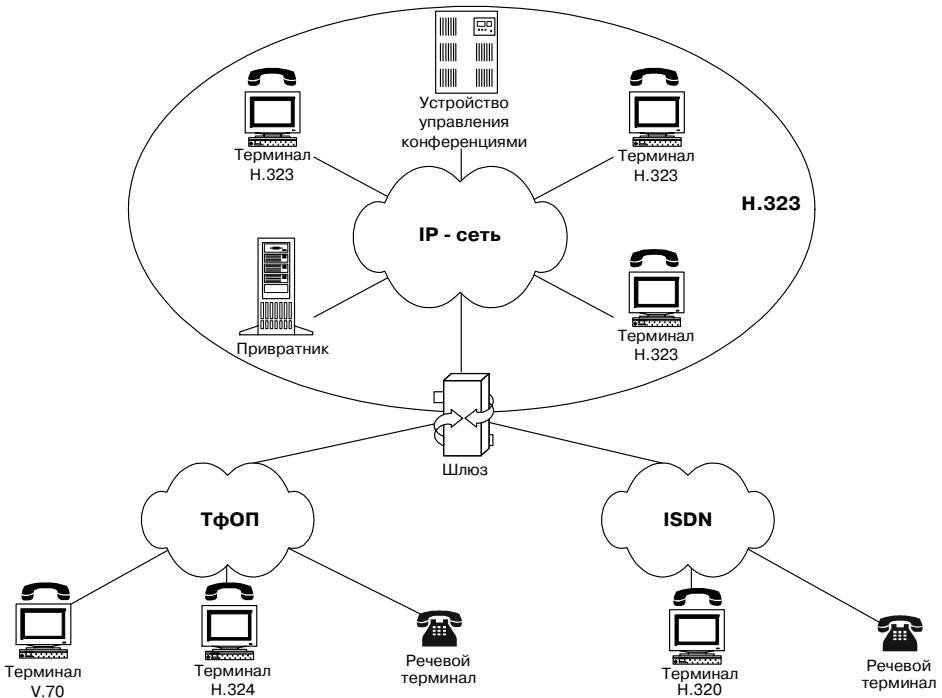 Устройство
управления
конференциями
Терминал
H.323
Терминал
H.323
H.323
IP - сеть
Терминал
H.323
Привратник
Шлюз
ТфОП
ISDN
Терминал
V.70
Терминал
H.324
Речевой
терминал
Терминал
H.320
Речевой
терминал